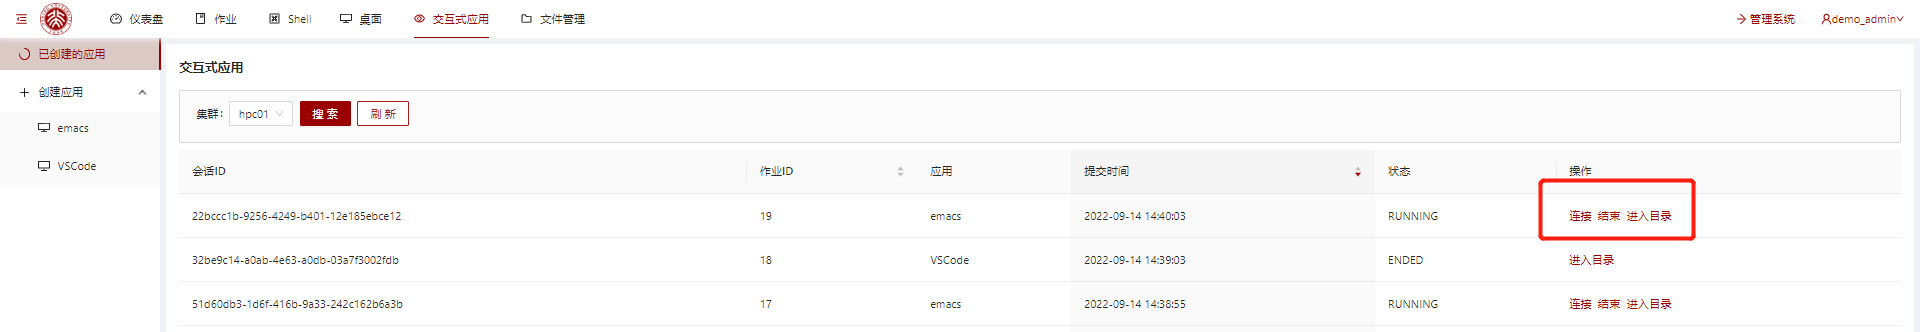 仪表盘 作业 Shell 桌面 交互式应用 文件管理 管理系统 demo_admin
已创建的应用
创建应用
emacs
VSCode
交互式应用
集群： hpc01 搜 索 刷 新
会话ID 作业ID 应用 提交时间 状态 操作
22bccc1b-9256-4249-b401-12e185ebce12 19 emacs 2022-09-14 14:40:03 RUNNING 连接 结束 进入目录
32be9c14-a0ab-4e63-a0db-03a7f3002fdb 18 VSCode 2022-09-14 14:39:03 ENDED 进入目录
51d60db3-1d6f-416b-9a33-242c162b6a3b 17 emacs 2022-09-14 14:38:55 RUNNING 连接 结束 进入目录